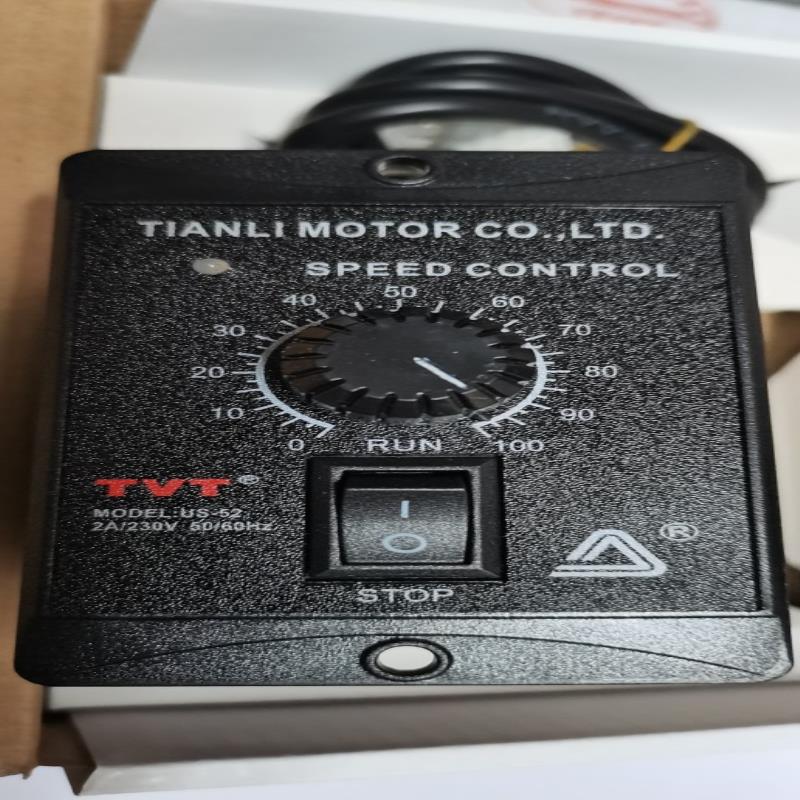 TIANLI MOTOR CO.,LTD.
SPEED CONTROL
50
40 60
30 70
20 80
10 90
0 RUN 100
TVT®
MODEL:US-52
2A/230V 50/60Hz
I
O
®
STOP